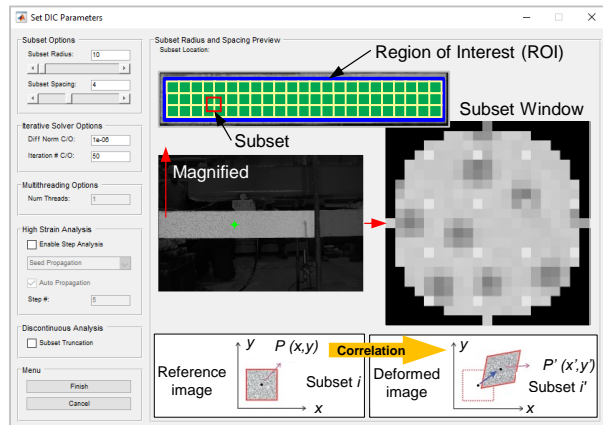 Set DIC Parameters
Subset Options
Subset Radius:
10
Subset Spacing:
4
Iterative Solver Options
Diff Norm C/O:
1e-06
Iteration # C/O:
50
Multithreading Options
Num Threads:
1
High Strain Analysis
Enable Step Analysis
Seed Propagation
Auto Propagation
Step #:
5
Discontinuous Analysis
Subset Truncation
Menu
Finish
Cancel
Subset Radius and Spacing Preview
Subset Location:
Region of Interest (ROI)
Subset Window
Subset
Magnified
Reference
image
y
P (x,y)
Subset i
x
Correlation
Deformed
image
y
P' (x',y')
Subset i'
x